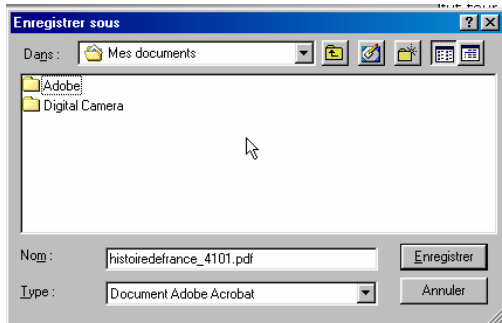 Enregistrer sous
Dans : Mes documents
Adobe
Digital Camera
Nom : histoiredefrance_4101.pdf Enregistrer
Type : Document Adobe Acrobat Annuler